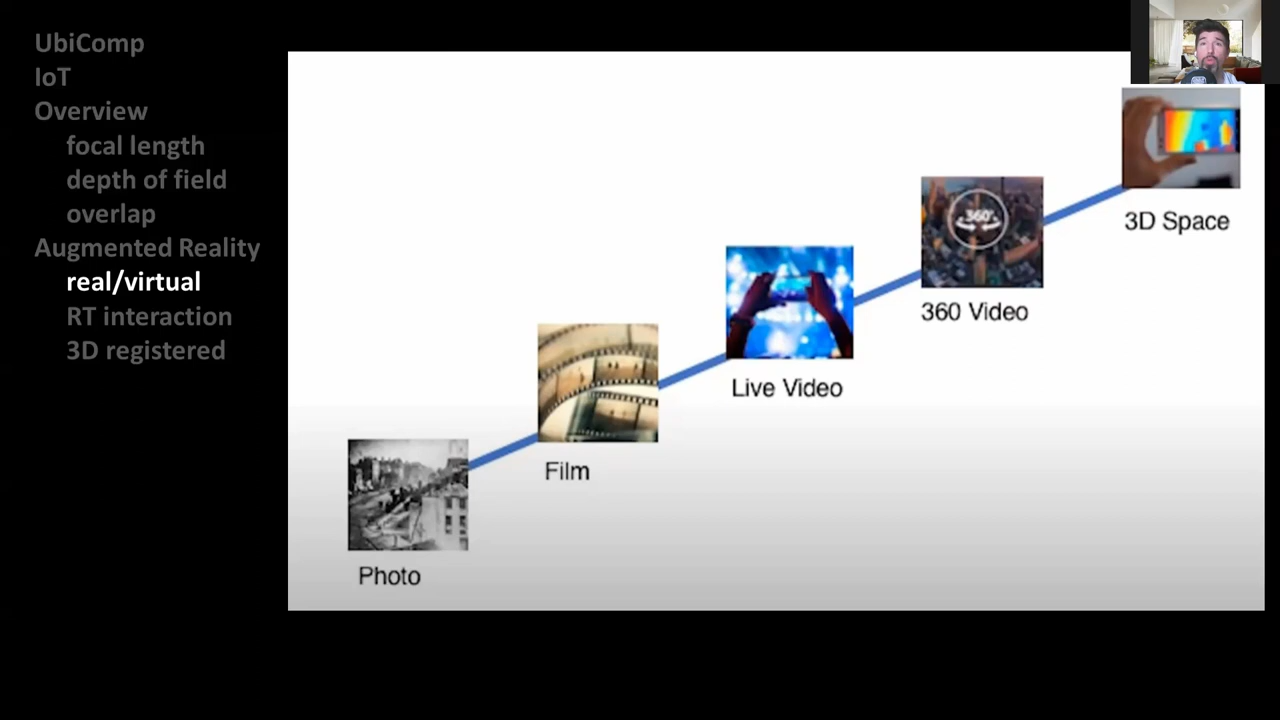 UbiComp
IoT
Overview
focal length
depth of field
overlap
Augmented Reality
real/virtual
RT interaction
3D registered
3D Space
360°
360 Video
Live Video
Film
Photo